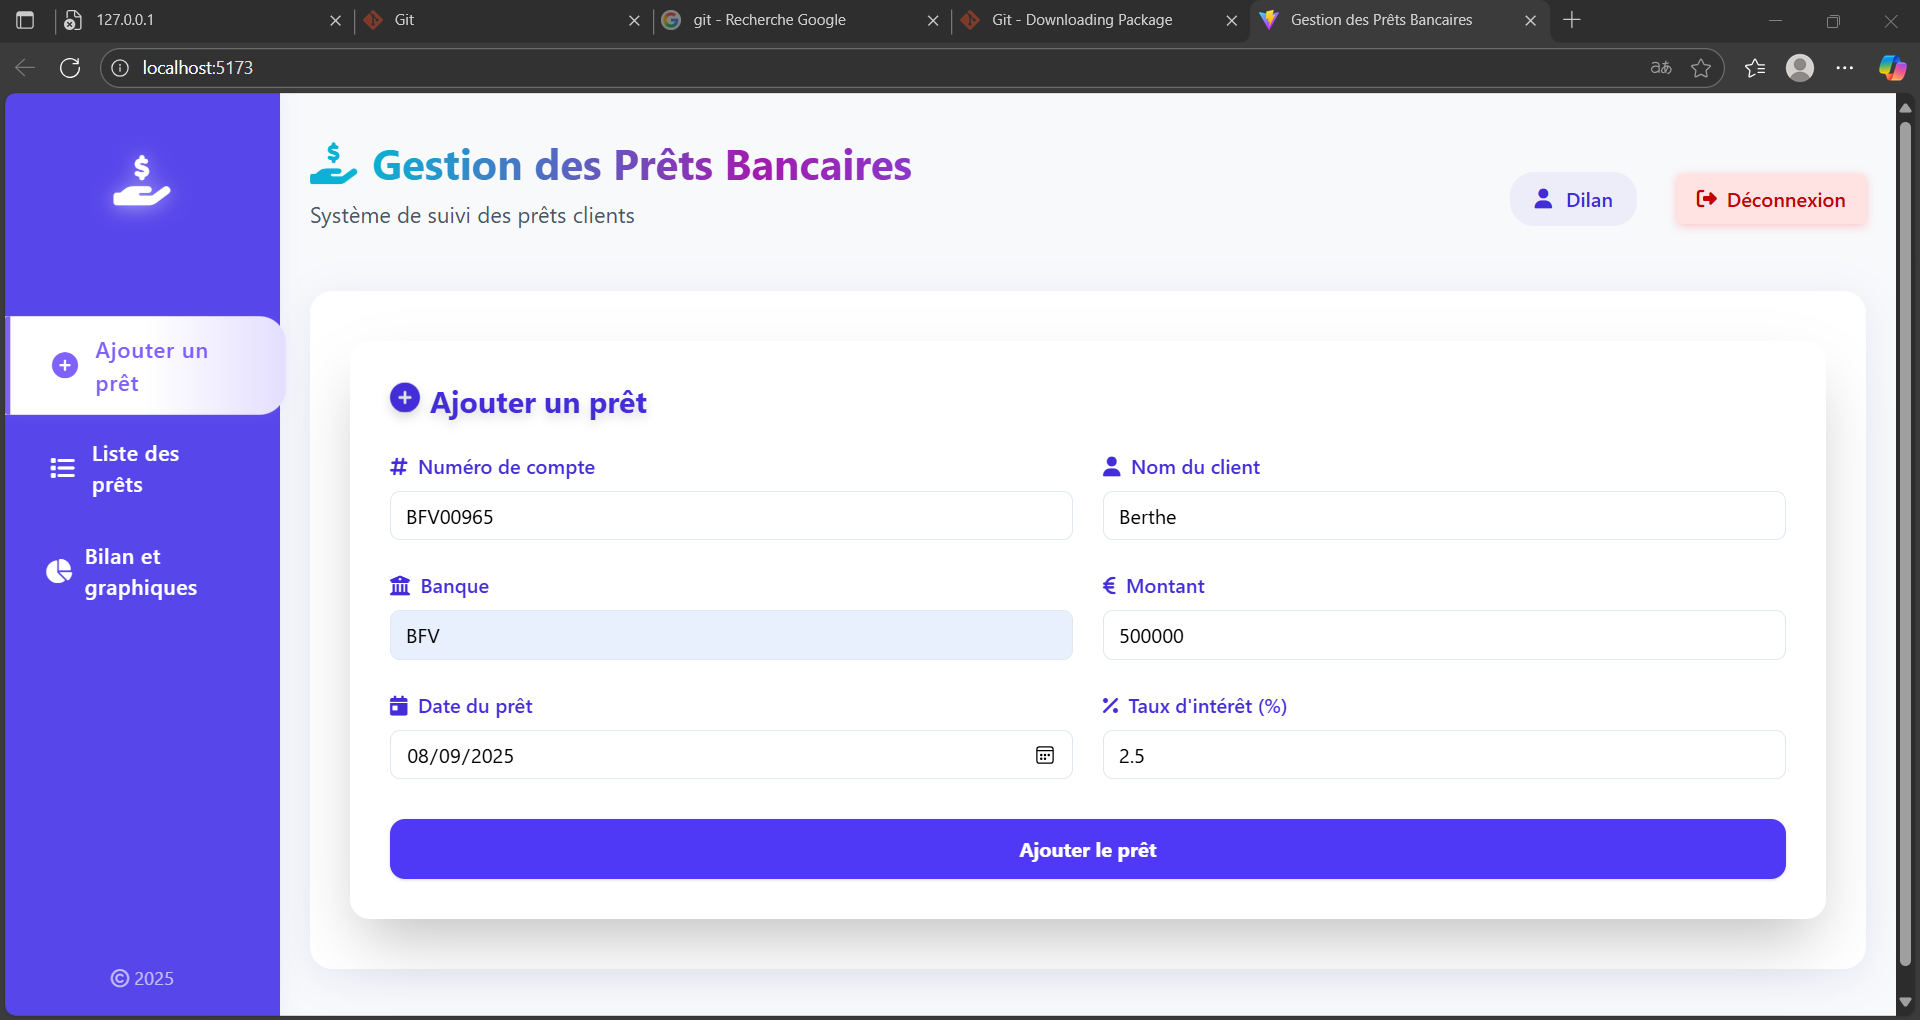 127.0.0.1
Git
git - Recherche Google
Git - Downloading Package
Gestion des Prêts Bancaires
localhost:5173
aあ
Gestion des Prêts Bancaires
Système de suivi des prêts clients
Dilan
Déconnexion
Ajouter un
prêt
Liste des
prêts
Bilan et
graphiques
© 2025
Ajouter un prêt
# Numéro de compte
BFV00965
Nom du client
Berthe
Banque
BFV
€ Montant
500000
Date du prêt
08/09/2025
% Taux d'intérêt (%)
2.5
Ajouter le prêt